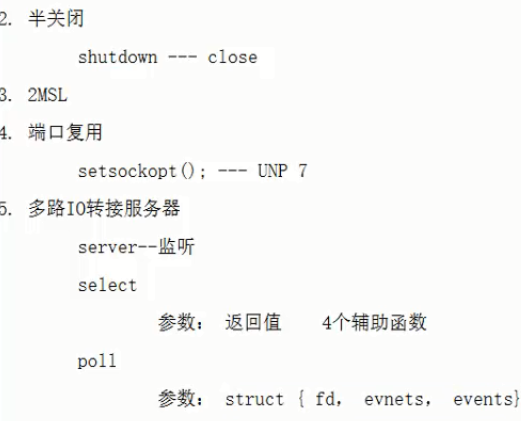 2. 半关闭
shutdown --- close
3. 2MSL
4. 端口复用
setsockopt(); --- UNP 7
5. 多路IO转接服务器
server--监听
select
参数： 返回值 4个辅助函数
poll
参数： struct { fd, evnets, events}